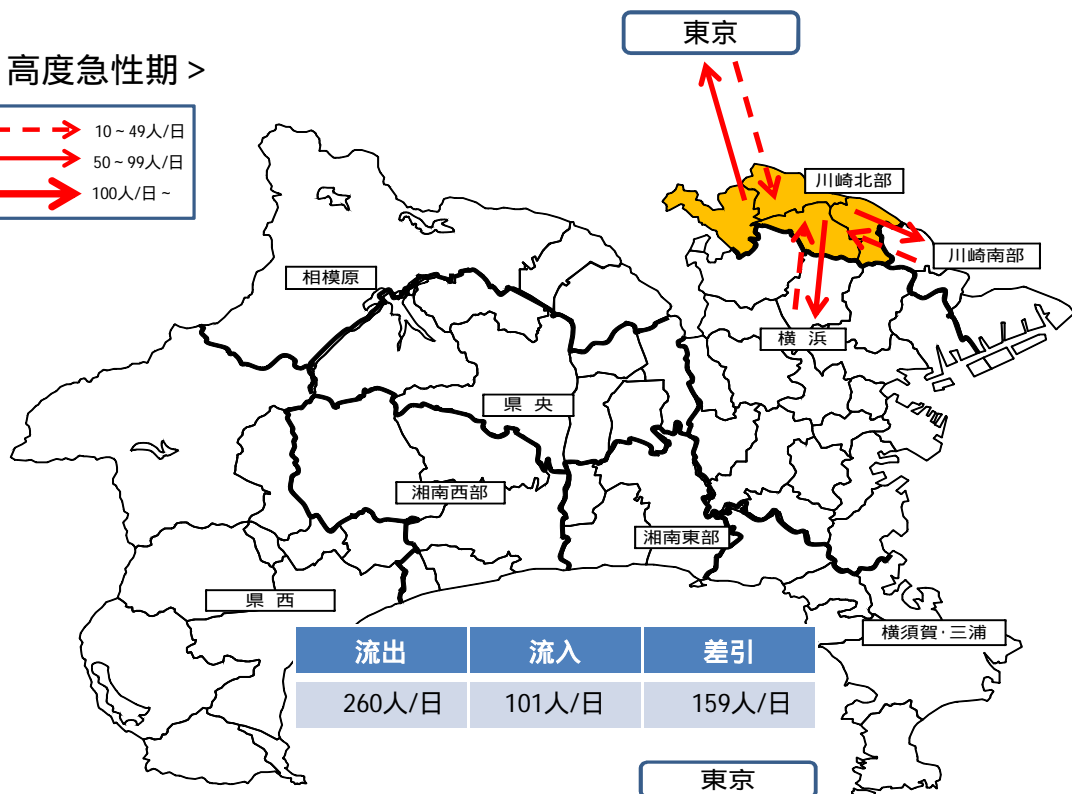 東京
高度急性期 >
10～49人/日
50～99人/日
100人/日～
川崎北部
川崎南部
相模原
横 浜
県 央
湘南西部
湘南東部
県 西
横須賀･三浦
流出 流入 差引
260人/日 101人/日 159人/日
東京